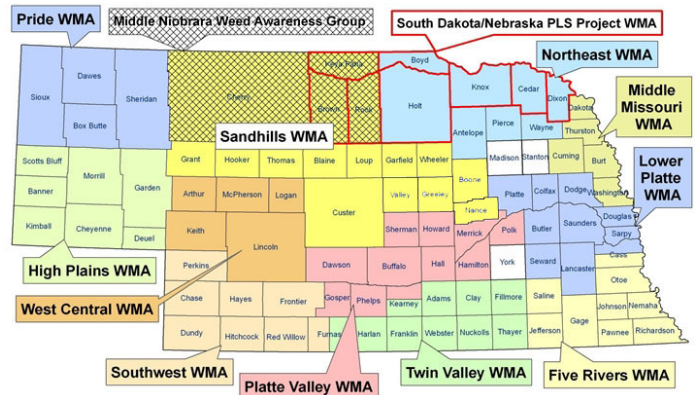 Pride WMA
Middle Niobrara Weed Awareness Group
South Dakota/Nebraska PLS Project WMA
Northeast WMA
Middle
Missouri
WMA
Lower
Platte
WMA
Sioux
Dawes
Sheridan
Box Butte
Cherry
Keya Paha
Brown
Rock
Boyd
Holt
Knox
Cedar
Dixon
Dakota
Sandhills WMA
Antelope
Pierce
Wayne
Thurston
Scotts Bluff
Morrill
Garden
Banner
Kimball
Cheyenne
Deuel
Grant
Hooker
Thomas
Blaine
Loup
Garfield
Wheeler
Madison
Stanton
Cuming
Burt
Boone
Arthur
McPherson
Logan
Custer
Valley
Greeley
Nance
Platte
Colfax
Dodge
Washington
Keith
Lincoln
Sherman
Howard
Merrick
Polk
Butler
Saunders
Douglas
Sarpy
Perkins
Dawson
Buffalo
Hall
Hamilton
York
Seward
Lancaster
Cass
Otoe
Chase
Hayes
Frontier
Gosper
Phelps
Kearney
Adams
Clay
Fillmore
Saline
Gage
Johnson
Nemaha
Dundy
Hitchcock
Red Willow
Furnas
Harlan
Franklin
Webster
Nuckolls
Thayer
Jefferson
Pawnee
Richardson
High Plains WMA
West Central WMA
Southwest WMA
Platte Valley WMA
Twin Valley WMA
Five Rivers WMA